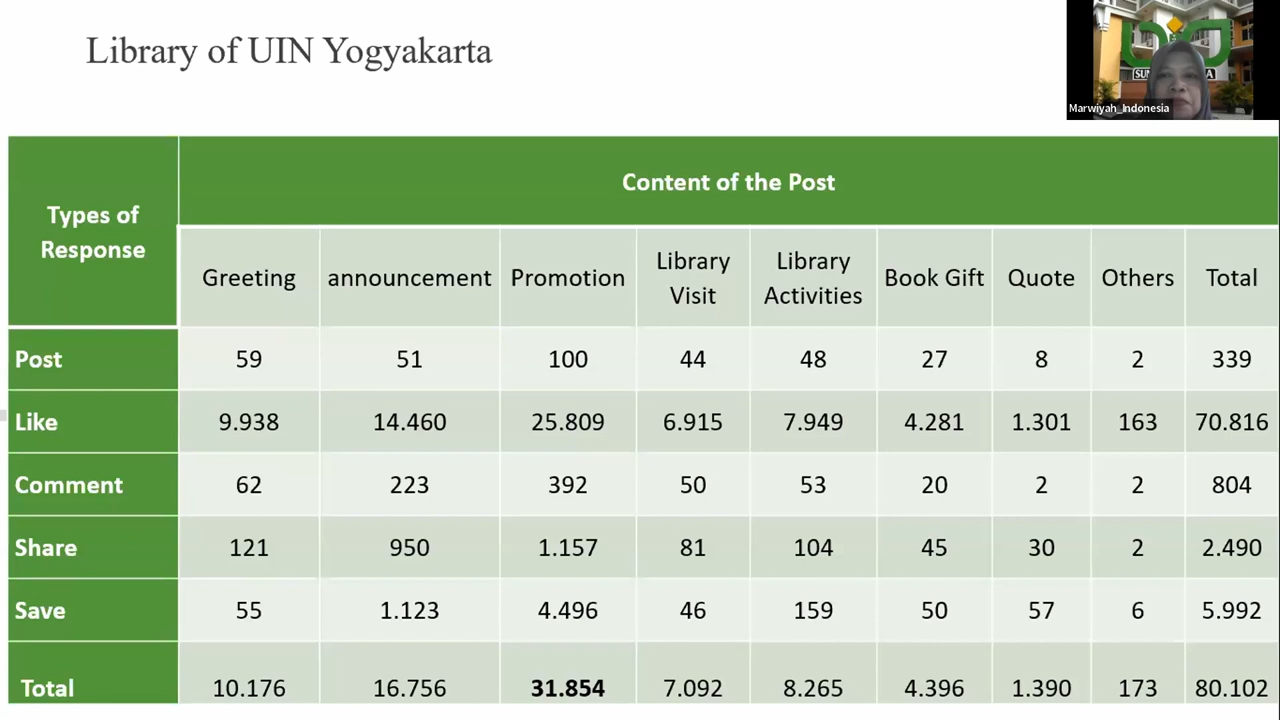 Library of UIN Yogyakarta
Marwiyah_Indonesia
Types of Response
Content of the Post
Greeting announcement Promotion Library Visit Library Activities Book Gift Quote Others Total
Post 59 51 100 44 48 27 8 2 339
Like 9.938 14.460 25.809 6.915 7.949 4.281 1.301 163 70.816
Comment 62 223 392 50 53 20 2 2 804
Share 121 950 1.157 81 104 45 30 2 2.490
Save 55 1.123 4.496 46 159 50 57 6 5.992
Total 10.176 16.756 31.854 7.092 8.265 4.396 1.390 173 80.102